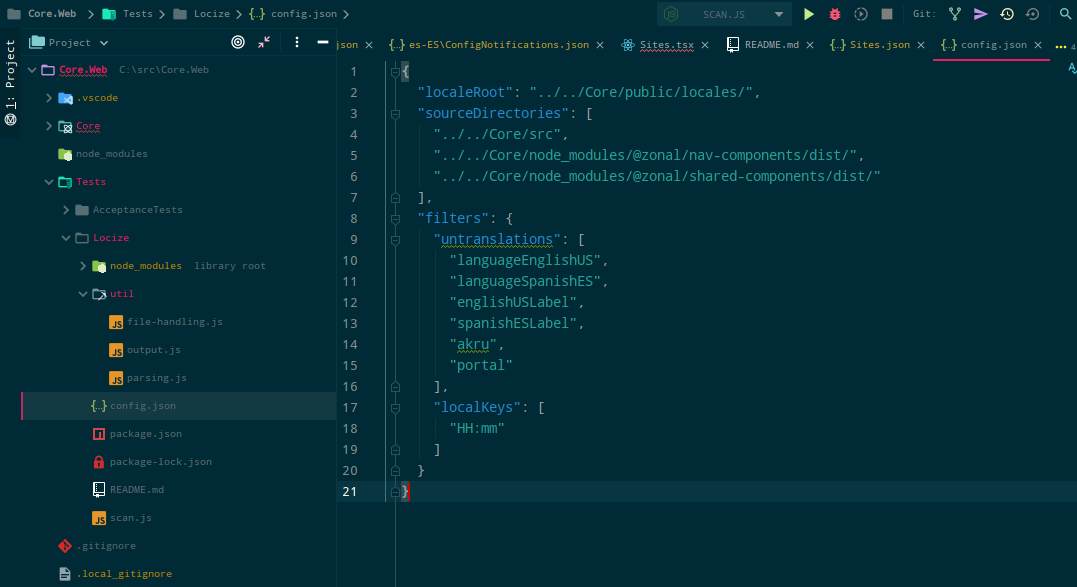 Core.Web Tests Locize {..} config.json SCAN.JS Git:
1: Project
Project
json {..} es-ES\ConfigNotifications.json Sites.tsx README.md {..} Sites.json {..} config.json ... 4
Core.Web C:\src\Core.Web
.vscode
Core
node_modules
Tests
AcceptanceTests
Locize
node_modules library root
util
JS file-handling.js
JS output.js
JS parsing.js
{..} config.json
package.json
package-lock.json
README.md
JS scan.js
.gitignore
.local_gitignore
1 {
2 "localeRoot": "../../Core/public/locales/",
3 "sourceDirectories": [
4 "../../Core/src",
5 "../../Core/node_modules/@zonal/nav-components/dist/",
6 "../../Core/node_modules/@zonal/shared-components/dist/"
7 ],
8 "filters": {
9 "untranslations": [
10 "languageEnglishUS",
11 "languageSpanishES",
12 "englishUSLabel",
13 "spanishESLabel",
14 "akru",
15 "portal"
16 ],
17 "localKeys": [
18 "HH:mm"
19 ]
20 }
21 }